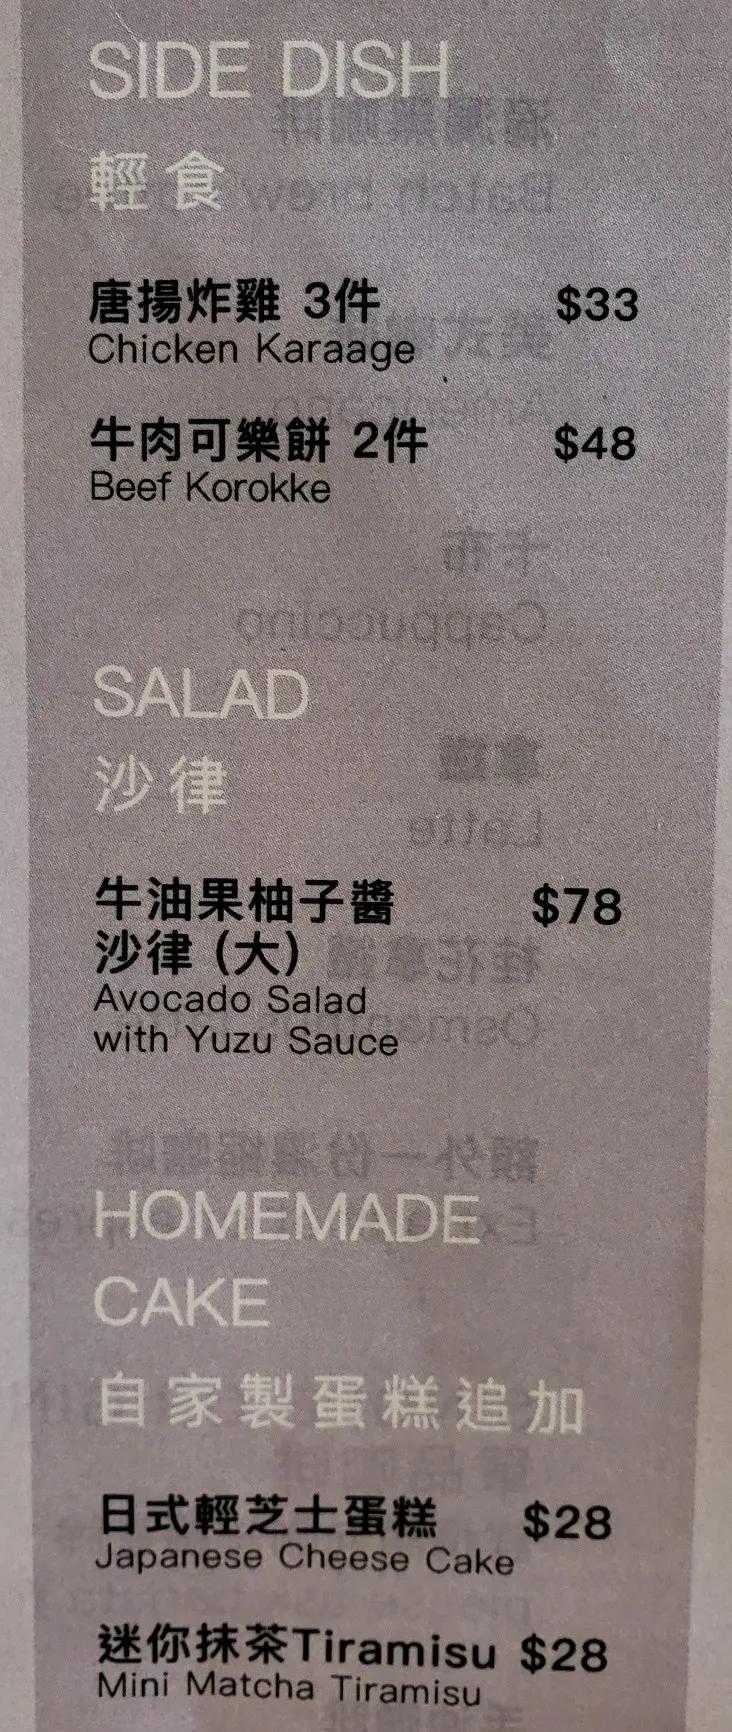 SIDE DISH
輕食
唐揚炸雞 3件 $33
Chicken Karaage
牛肉可樂餅 2件 $48
Beef Korokke
SALAD
沙律
牛油果柚子醬 $78
沙律 (大)
Avocado Salad
with Yuzu Sauce
HOMEMADE
CAKE
自家製蛋糕追加
日式輕芝士蛋糕 $28
Japanese Cheese Cake
迷你抹茶Tiramisu $28
Mini Matcha Tiramisu